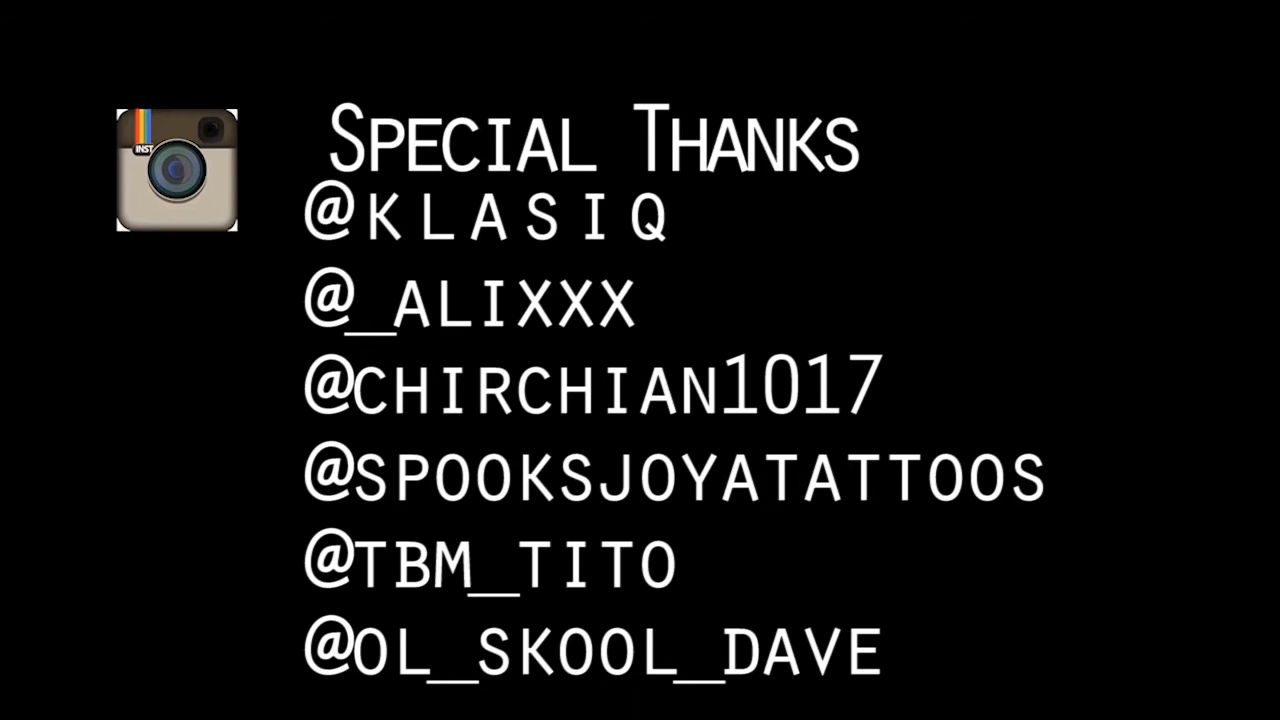 INST
Special Thanks
@KLASIQ
@_ALIXXX
@CHIRCHIAN1017
@SPOOKSJOYATATTOOS
@TBM_TITO
@OL_SKOOL_DAVE